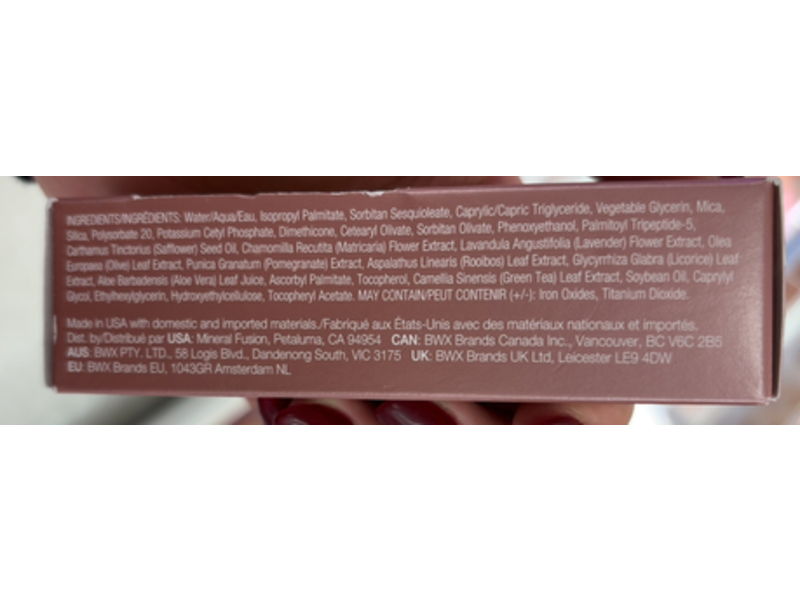 INGREDIENTS/INGRÉDIENTS: Water/Aqua/Eau, Isopropyl Palmitate, Sorbitan Sesquioleate, Caprylic/Capric Triglyceride, Vegetable Glycerin, Mica,
Silica, Polysorbate 20, Potassium Cetyl Phosphate, Dimethicone, Cetearyl Olivate, Sorbitan Olivate, Phenoxyethanol, Palmitoyl Tripeptide-5,
Carthamus Tinctorius (Safflower) Seed Oil, Chamomilla Recutita (Matricaria) Flower Extract, Lavandula Angustifolia (Lavender) Flower Extract, Olea
Europaea (Olive) Leaf Extract, Punica Granatum (Pomegranate) Extract, Aspalathus Linearis (Rooibos) Leaf Extract, Glycyrrhiza Glabra (Licorice) Leaf
Extract, Aloe Barbadensis (Aloe Vera) Leaf Juice, Ascorbyl Palmitate, Tocopherol, Camellia Sinensis (Green Tea) Leaf Extract, Soybean Oil, Caprylyl
Glycol, Ethylhexylglycerin, Hydroxyethylcellulose, Tocopheryl Acetate. MAY CONTAIN/PEUT CONTENIR (+/-): Iron Oxides, Titanium Dioxide.
Made in USA with domestic and imported materials./Fabriqué aux États-Unis avec des matériaux nationaux et importés.
Dist. by/Distribué par USA: Mineral Fusion, Petaluma, CA 94954 CAN: BWX Brands Canada Inc., Vancouver, BC V6C 2B5
AUS: BWX PTY. LTD., 58 Logis Blvd., Dandenong South, VIC 3175 UK: BWX Brands UK Ltd, Leicester LE9 4DW
EU: BWX Brands EU, 1043GR Amsterdam NL